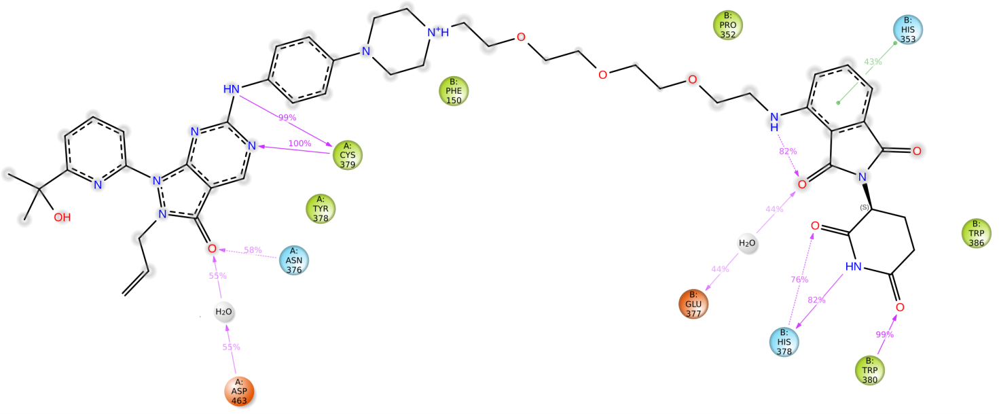 B:
PRO
352
B:
HIS
353
N⁺H
O
N
43%
O
O
HN
B:
PHE
150
99%
N
H
N
N
100%
A:
CYS
379
82%
O
N
N
O
N
N
OH
A:
TYR
378
(S)
44%
O
H₂O
O
58%
A:
ASN
376
B:
TRP
386
HN
44%
55%
76%
82%
B:
GLU
377
O
H₂O
99%
B:
HIS
378
55%
B:
TRP
380
A:
ASP
463